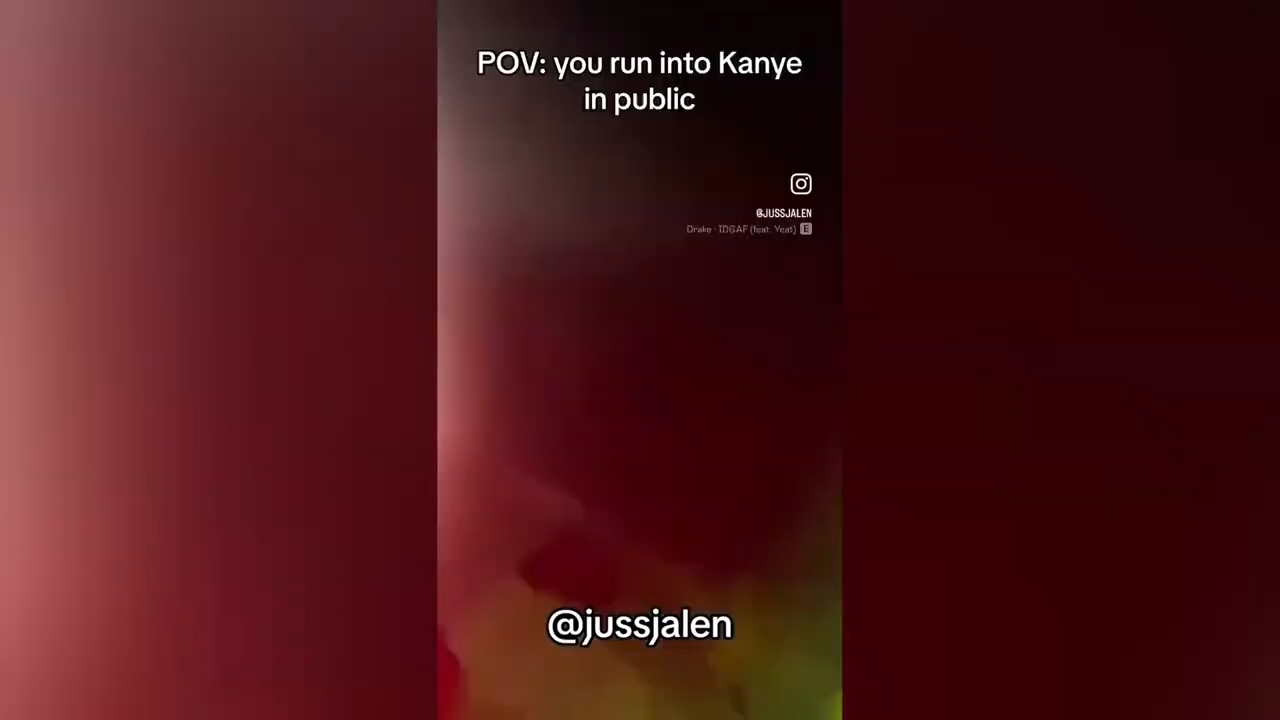 POV: you run into Kanye
in public
@JUSSJALEN
Drake · IDGAF (feat. Yeat) E
@jussjalen